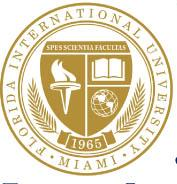 FLORIDA INTERNATIONAL UNIVERSITY
SPES SCIENTIA FACULTAS
1965
MIAMI